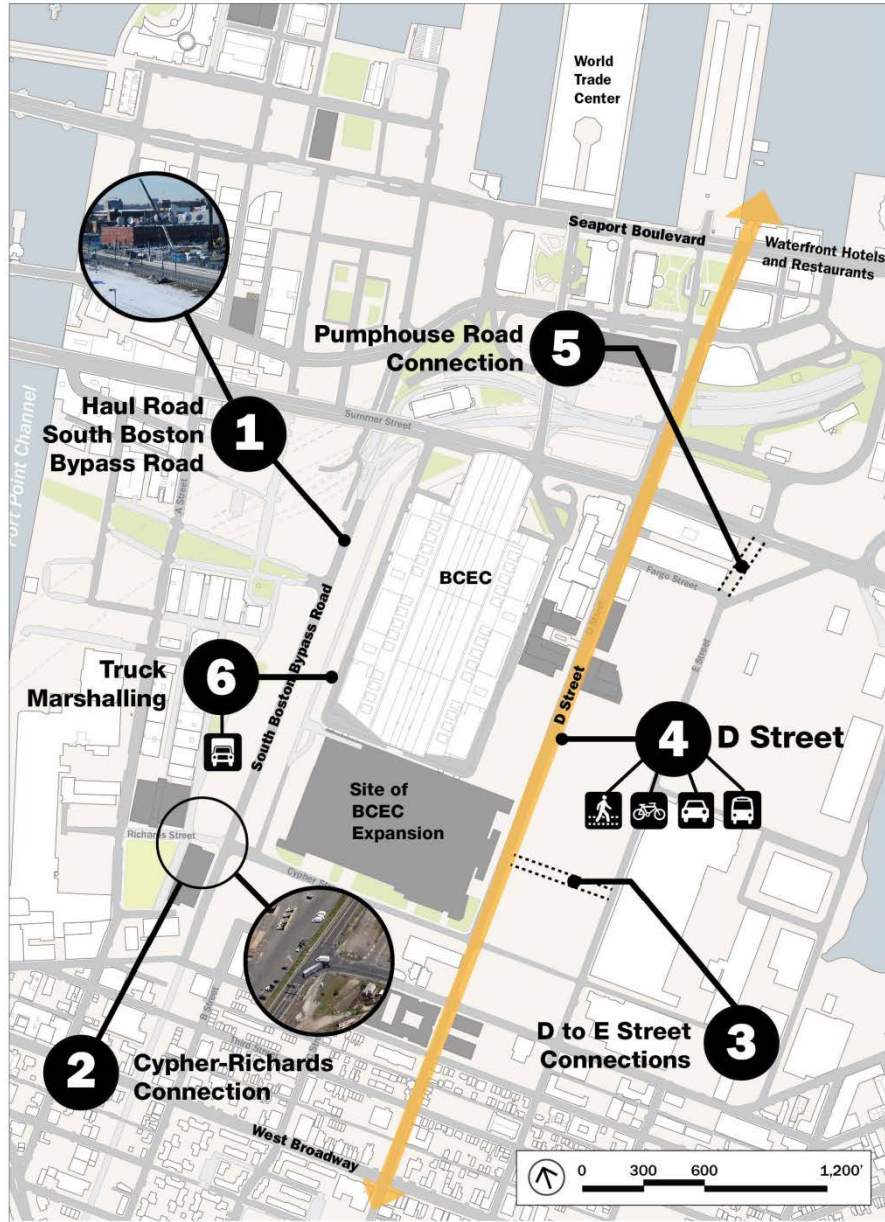 World
Trade
Center
Seaport Boulevard
Waterfront Hotels
and Restaurants
Pumphouse Road
Connection
5
Haul Road
South Boston
Bypass Road
1
Summer Street
Fort Point Channel
A Street
BCEC
Fargo Street
D Street
E Street
Truck
Marshalling
6
South Boston Bypass Road
D Street
4
D Street
Site of
BCEC
Expansion
Richards Street
Cypher St
2
Cypher-Richards
Connection
B Street
Third Street
D to E Street
Connections
3
West Broadway
0 300 600 1,200'